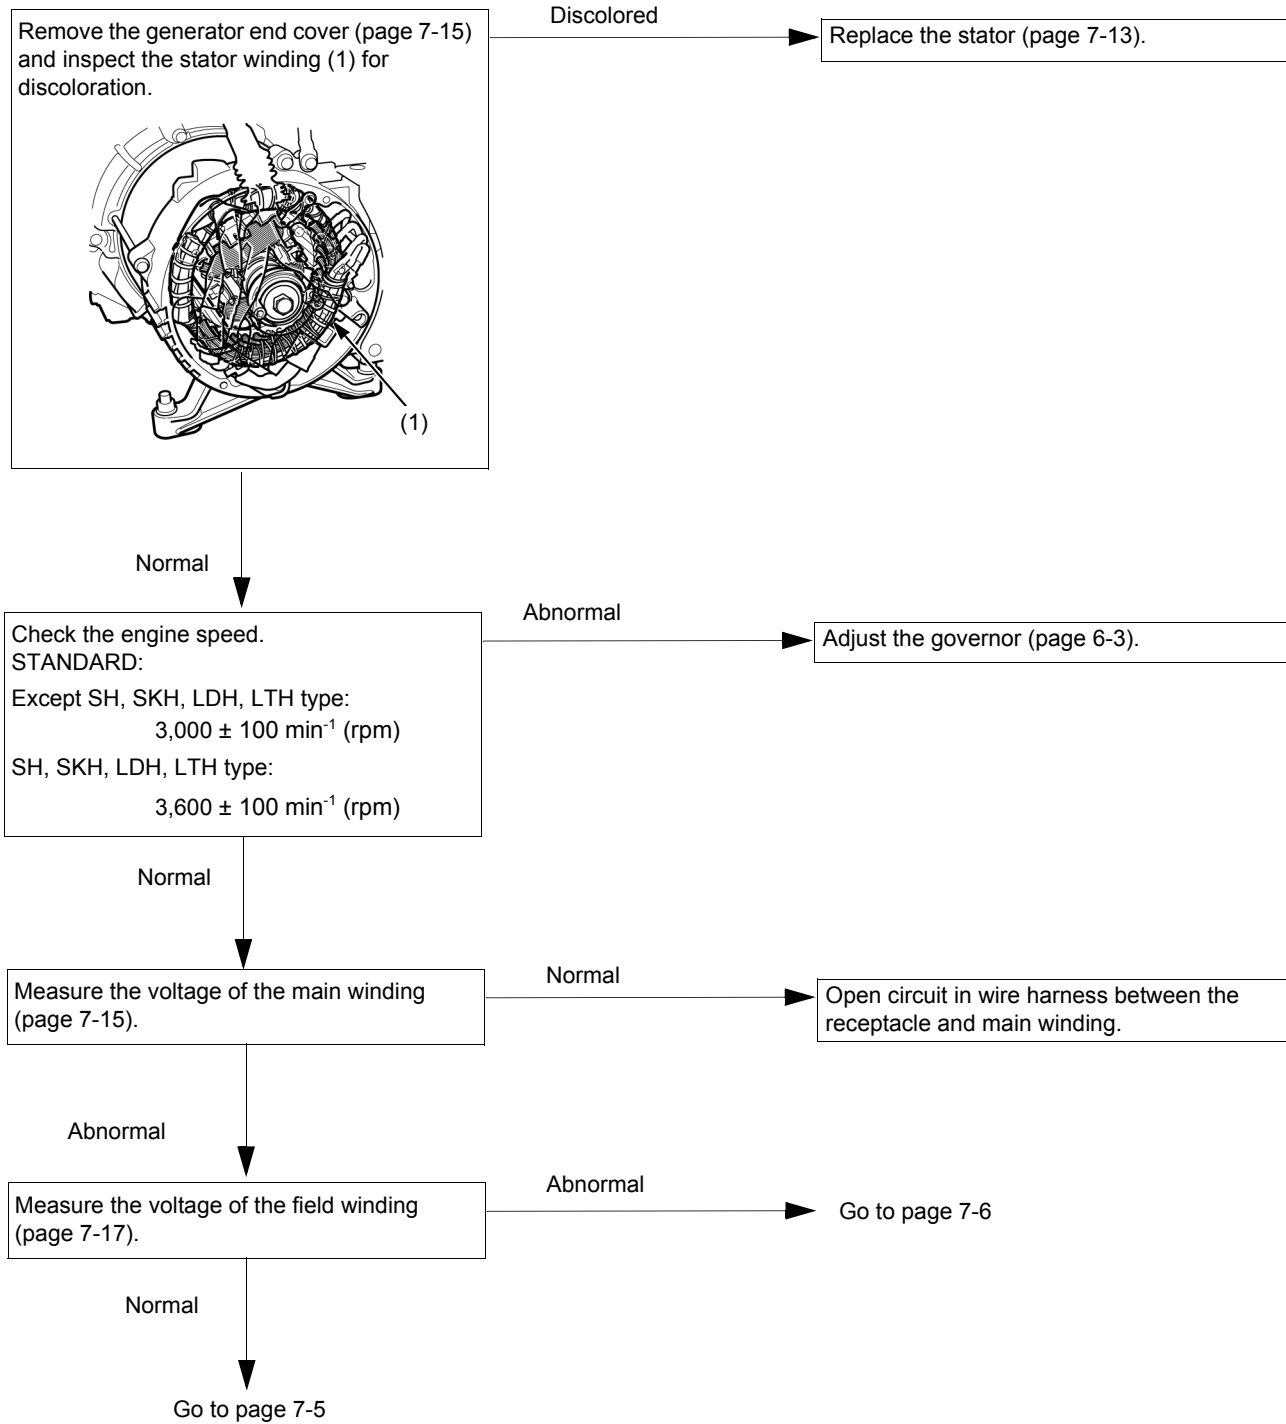 Remove the generator end cover (page 7-15)
and inspect the stator winding (1) for
discoloration.
Discolored
Replace the stator (page 7-13).
(1)
Normal
Check the engine speed.
STANDARD:
Except SH, SKH, LDH, LTH type:
3,000 ± 100 min⁻¹ (rpm)
SH, SKH, LDH, LTH type:
3,600 ± 100 min⁻¹ (rpm)
Abnormal
Adjust the governor (page 6-3).
Normal
Measure the voltage of the main winding
(page 7-15).
Normal
Open circuit in wire harness between the
receptacle and main winding.
Abnormal
Measure the voltage of the field winding
(page 7-17).
Abnormal
Go to page 7-6
Normal
Go to page 7-5